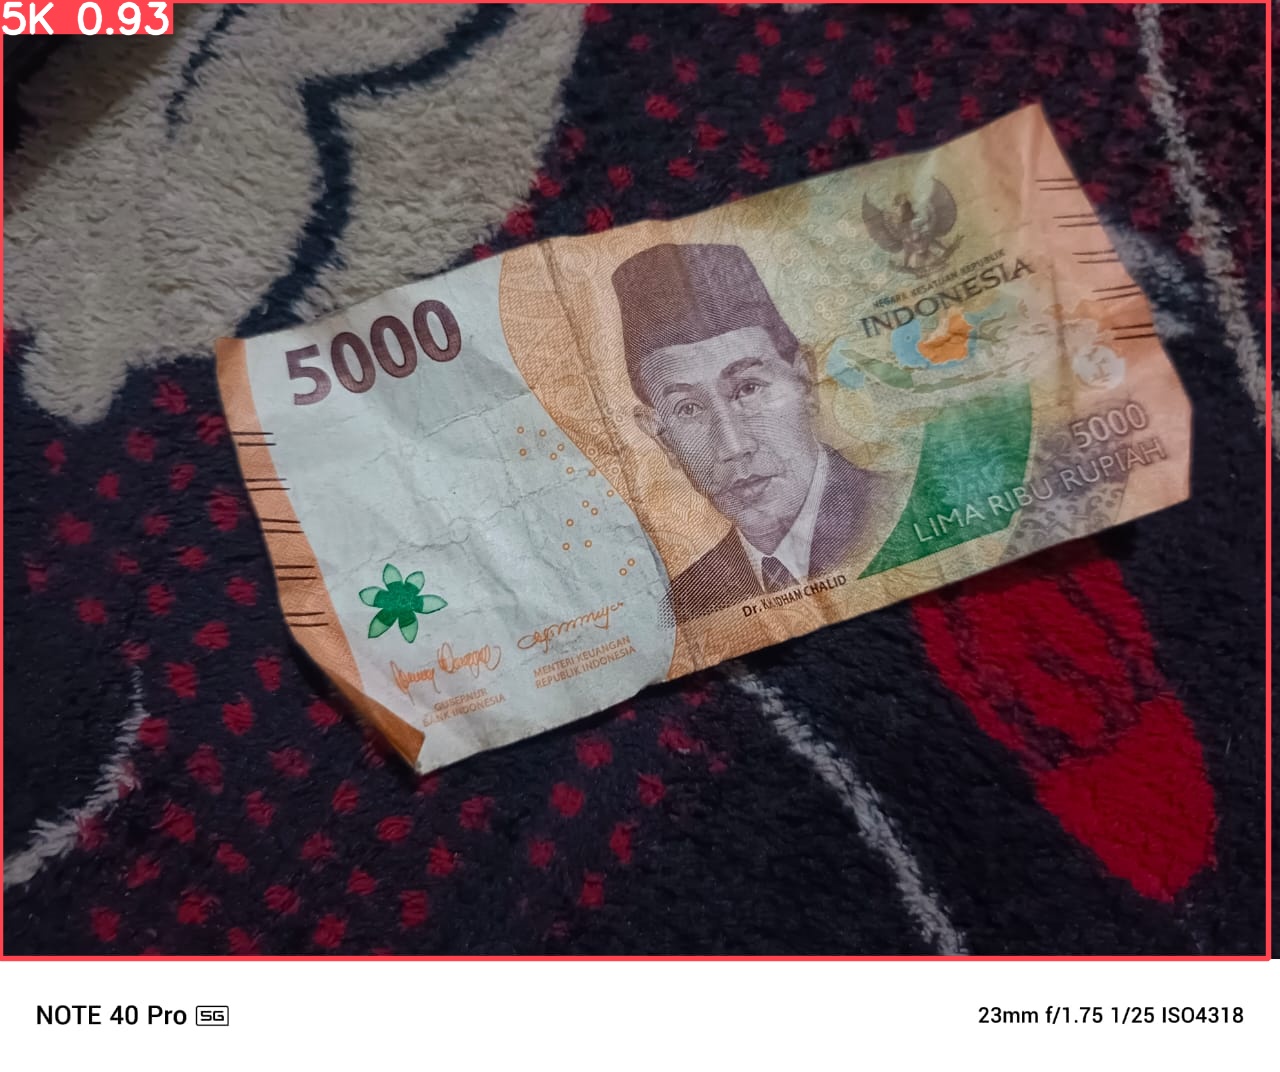 5K 0.93
5000
NEGARA KESATUAN REPUBLIK
INDONESIA
5000
LIMA RIBU RUPIAH
Dr. K.H. IDHAM CHALID
GUBERNUR
BANK INDONESIA
MENTERI KEUANGAN
REPUBLIK INDONESIA
NOTE 40 Pro 5G
23mm f/1.75 1/25 ISO4318